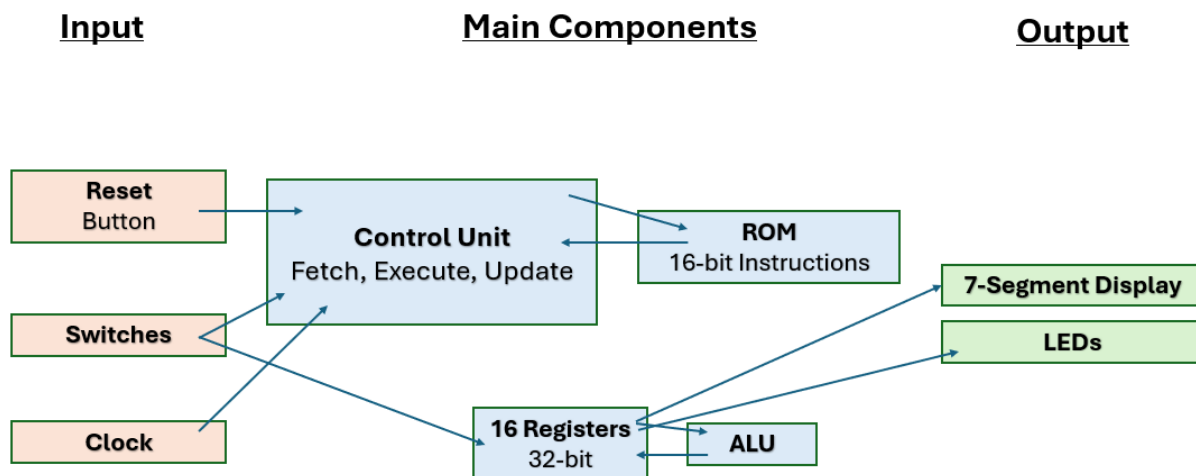 Input
Main Components
Output
Reset
Button
Control Unit
Fetch, Execute, Update
ROM
16-bit Instructions
7-Segment Display
Switches
LEDs
Clock
16 Registers
32-bit
ALU